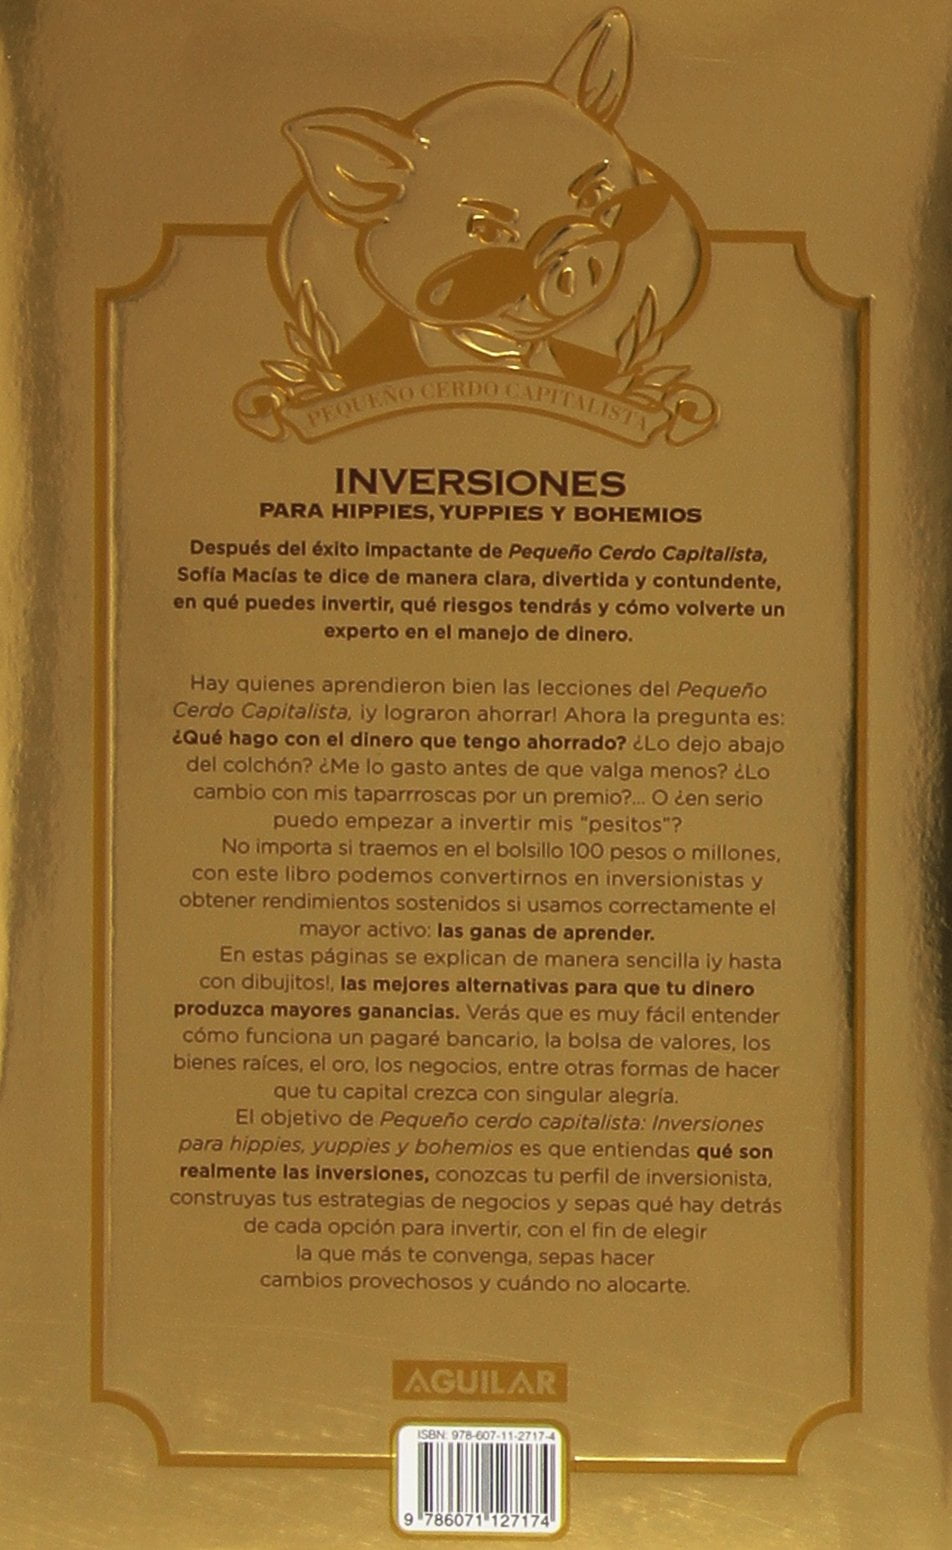 PEQUEÑO CERDO CAPITALISTA
INVERSIONES
PARA HIPPIES, YUPPIES Y BOHEMIOS
Después del éxito impactante de Pequeño Cerdo Capitalista,
Sofía Macías te dice de manera clara, divertida y contundente,
en qué puedes invertir, qué riesgos tendrás y cómo volverte un
experto en el manejo de dinero.
Hay quienes aprendieron bien las lecciones del Pequeño
Cerdo Capitalista, ¡y lograron ahorrar! Ahora la pregunta es:
¿Qué hago con el dinero que tengo ahorrado? ¿Lo dejo abajo
del colchón? ¿Me lo gasto antes de que valga menos? ¿Lo
cambio con mis taparrroscas por un premio?... O ¿en serio
puedo empezar a invertir mis "pesitos"?
No importa si traemos en el bolsillo 100 pesos o millones,
con este libro podemos convertirnos en inversionistas y
obtener rendimientos sostenidos si usamos correctamente el
mayor activo: las ganas de aprender.
En estas páginas se explican de manera sencilla ¡y hasta
con dibujitos!, las mejores alternativas para que tu dinero
produzca mayores ganancias. Verás que es muy fácil entender
cómo funciona un pagaré bancario, la bolsa de valores, los
bienes raíces, el oro, los negocios, entre otras formas de hacer
que tu capital crezca con singular alegría.
El objetivo de Pequeño cerdo capitalista: Inversiones
para hippies, yuppies y bohemios es que entiendas qué son
realmente las inversiones, conozcas tu perfil de inversionista,
construyas tus estrategias de negocios y sepas qué hay detrás
de cada opción para invertir, con el fin de elegir
la que más te convenga, sepas hacer
cambios provechosos y cuándo no alocarte.
AGUILAR
ISBN: 978-607-11-2717-4
9 786071 127174